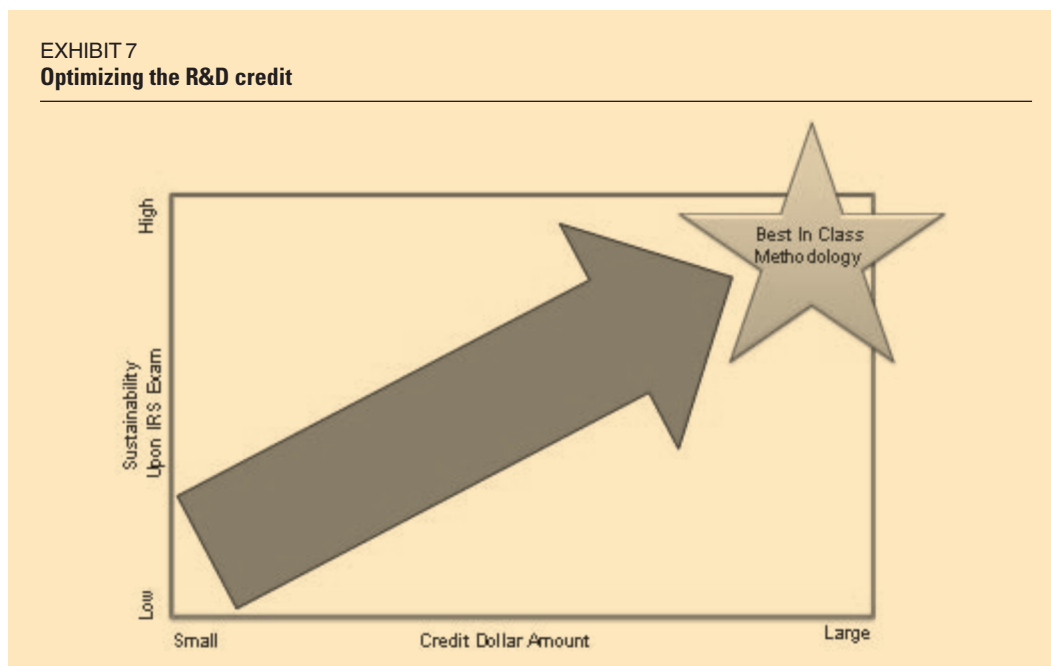 EXHIBIT 7
Optimizing the R&D credit
High
Best In Class
Methodology
Sustainability
Upon IRS Exam
Low
Small
Credit Dollar Amount
Large